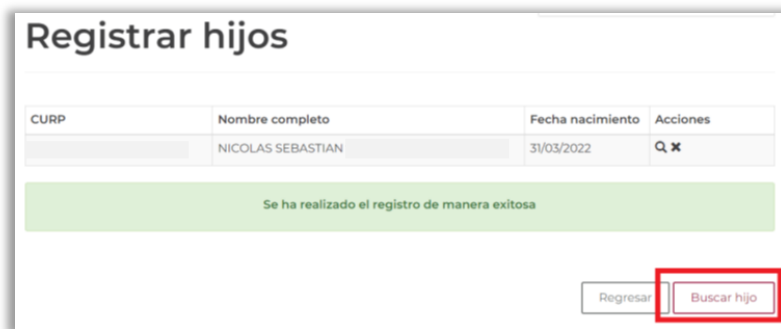 Registrar hijos
CURP Nombre completo Fecha nacimiento Acciones
NICOLAS SEBASTIAN 31/03/2022
Se ha realizado el registro de manera exitosa
Regresar Buscar hijo